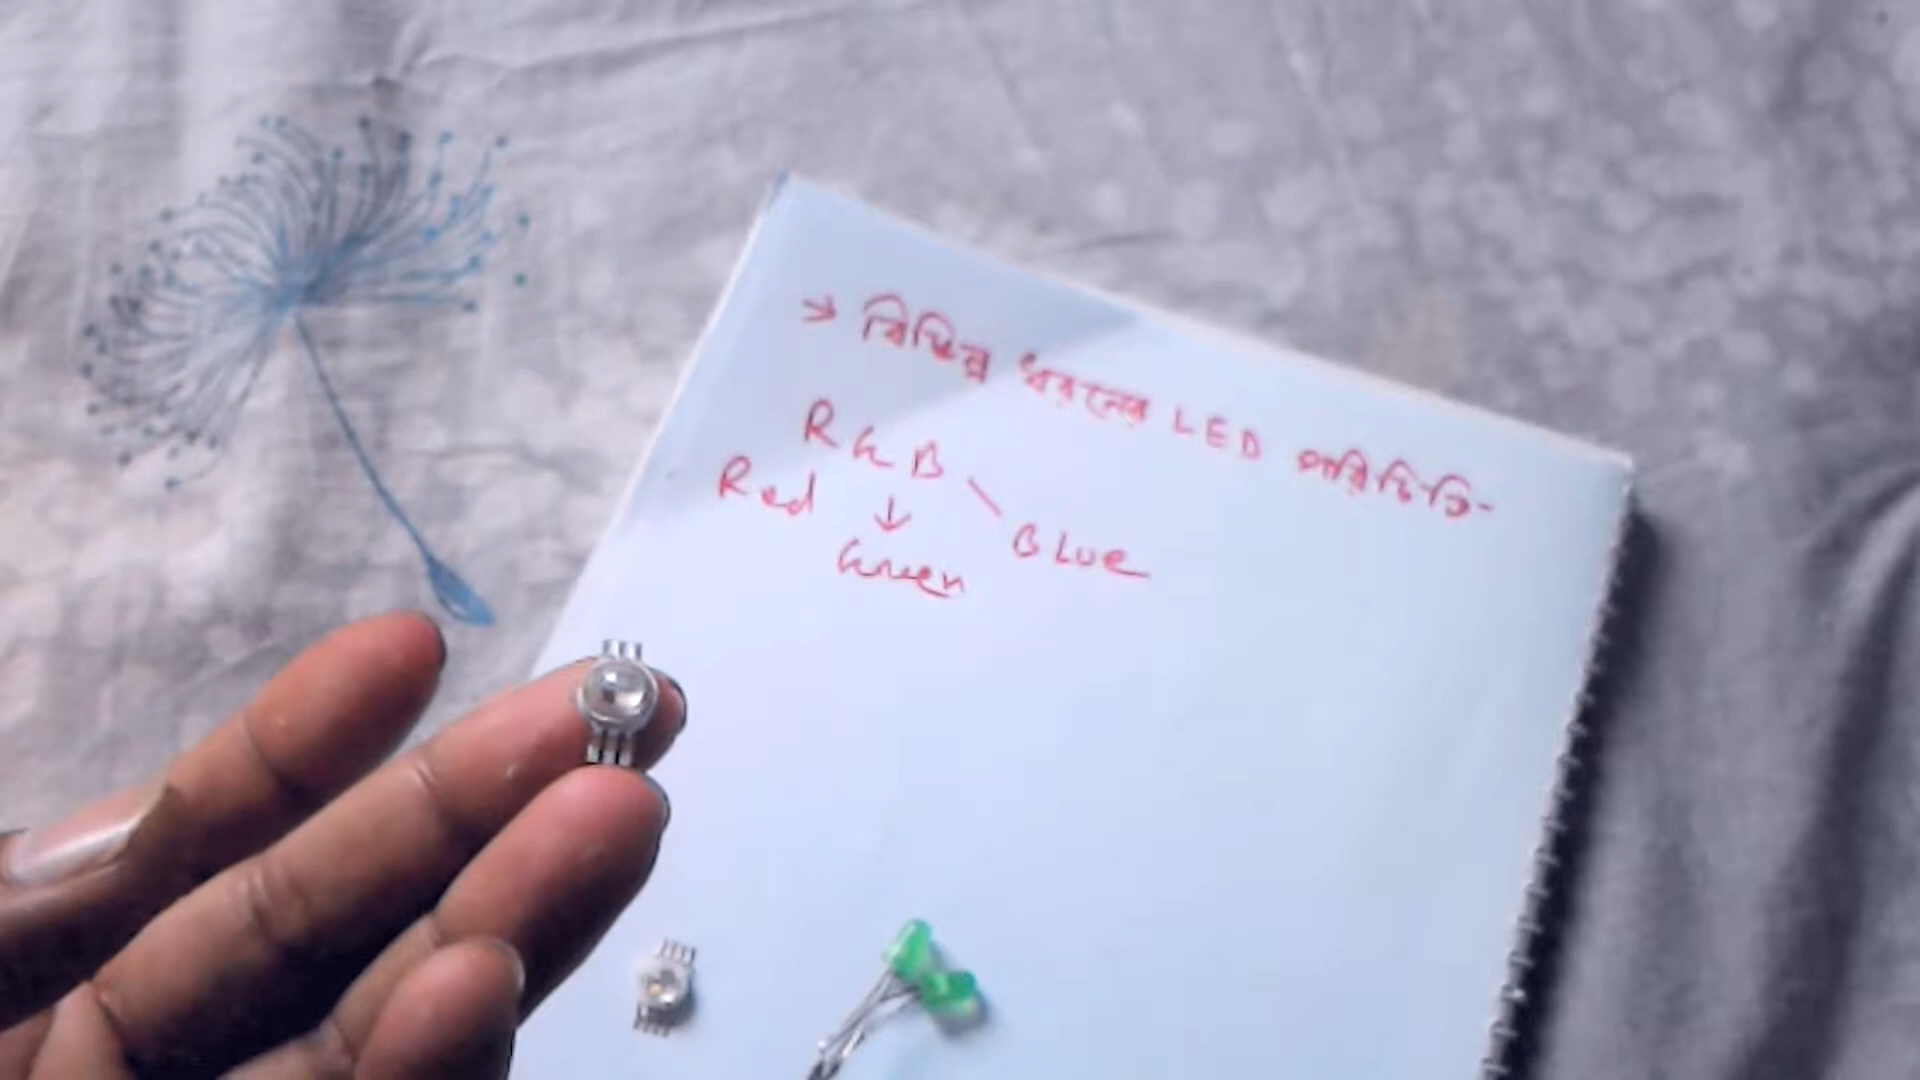 → বিভিন্ন ধরনের LED পরিচিতি-
RGB
Red ↓ \ Blue
Green